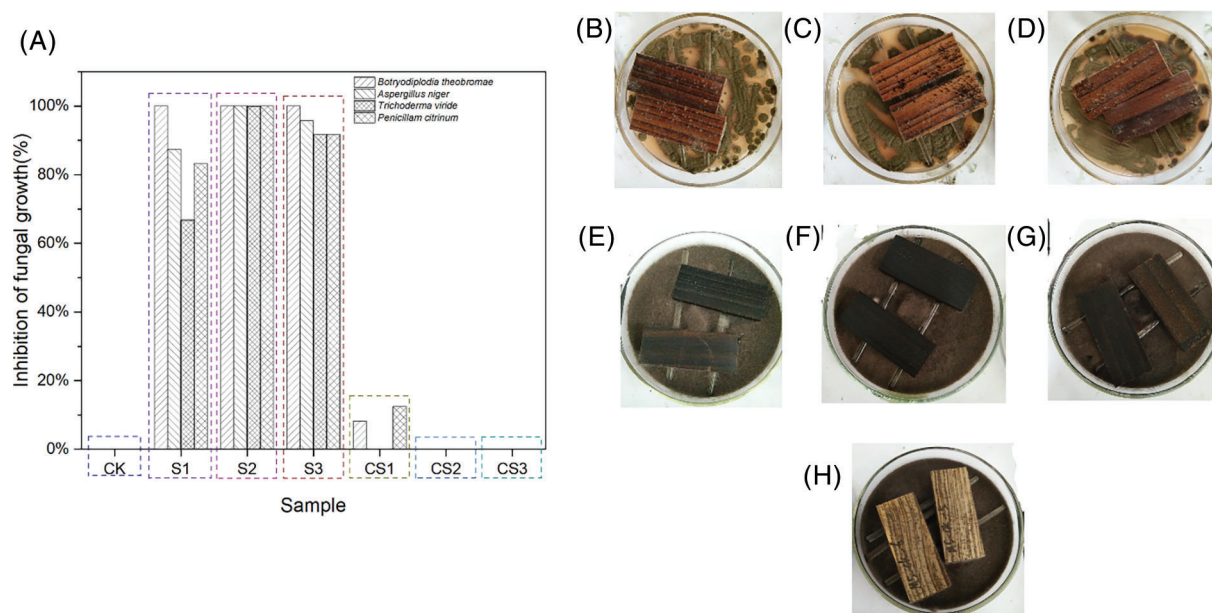 (A)
Inhibition of fungal growth(%)
100%
80%
60%
40%
20%
0%
Botryodiplodia theobromae
Aspergillus niger
Trichoderma viride
Penicillam citrinum
CK S1 S2 S3 CS1 CS2 CS3
Sample
(B) (C) (D)
(E) (F) (G)
(H)